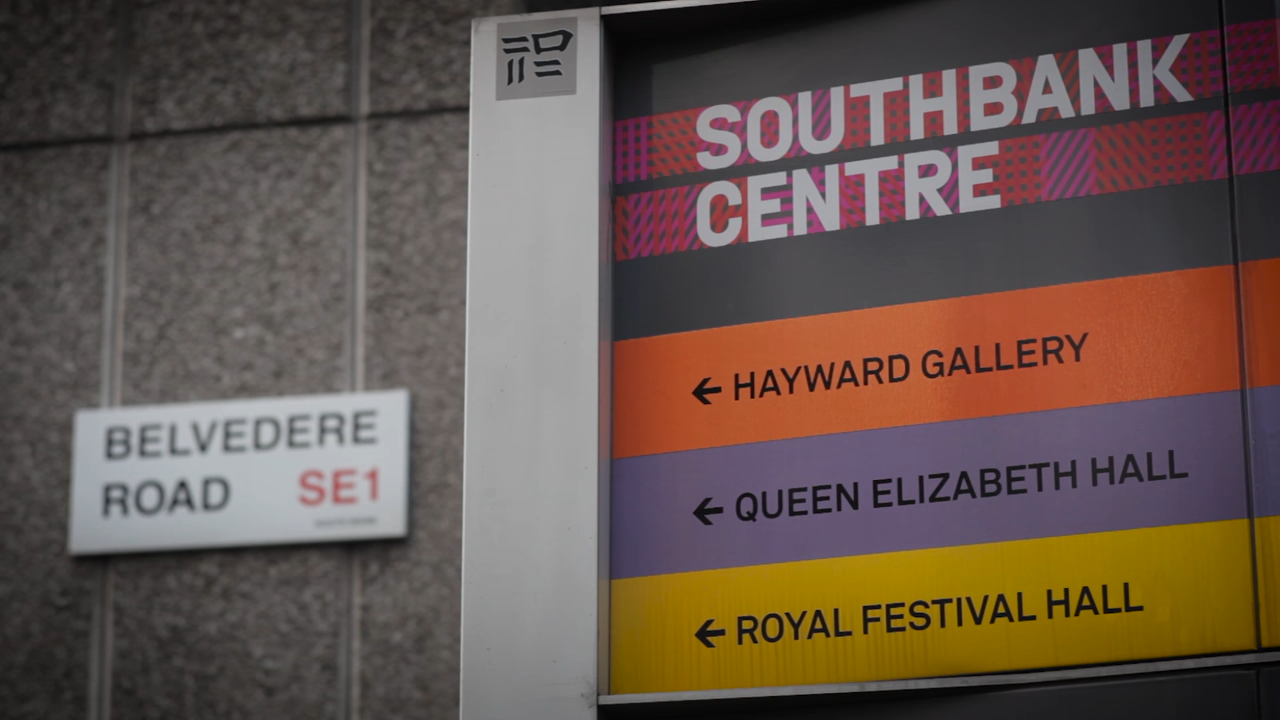 SOUTHBANK
CENTRE
← HAYWARD GALLERY
← QUEEN ELIZABETH HALL
← ROYAL FESTIVAL HALL
BELVEDERE
ROAD SE1